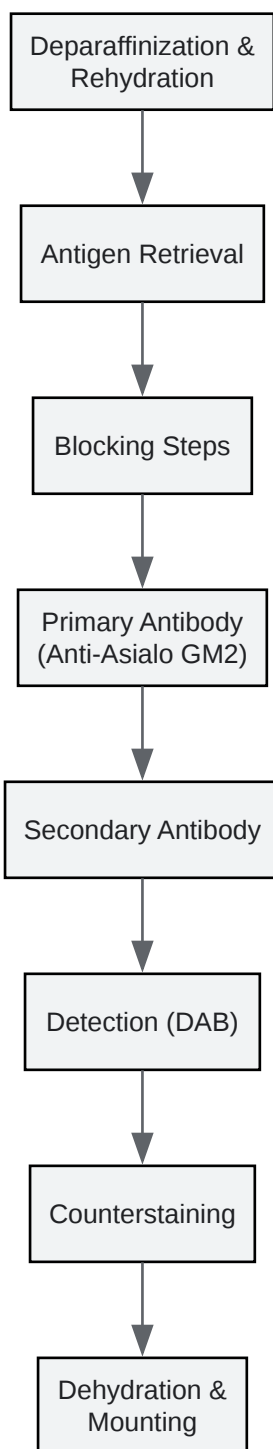 Deparaffinization &
Rehydration
Antigen Retrieval
Blocking Steps
Primary Antibody
(Anti-Asialo GM2)
Secondary Antibody
Detection (DAB)
Counterstaining
Dehydration &
Mounting